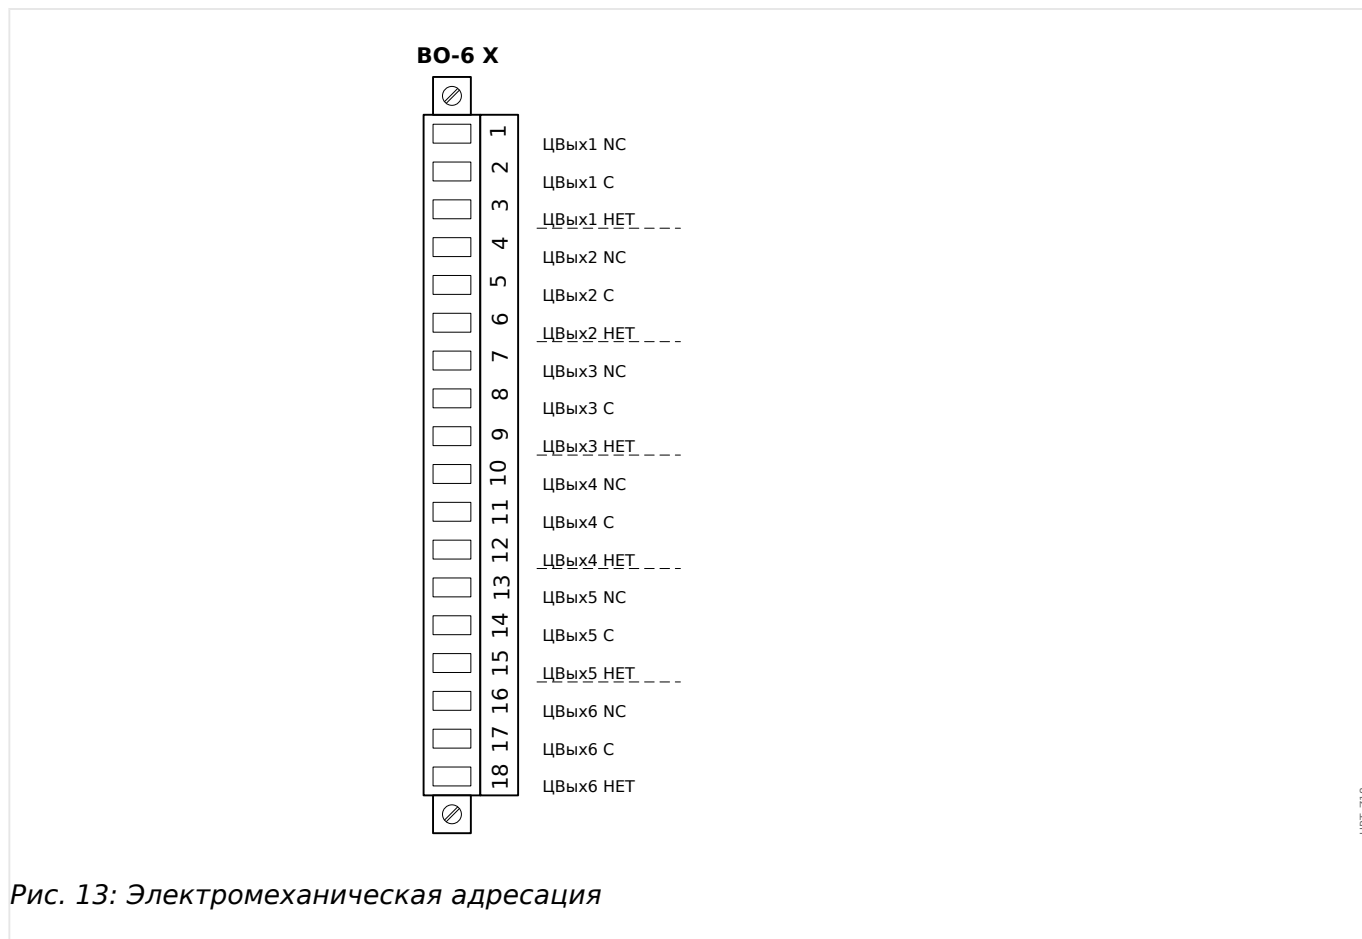 BO-6 X
1
ЦВых1 NC
2
ЦВых1 C
3
ЦВых1 НЕТ
4
ЦВых2 NC
5
ЦВых2 C
6
ЦВых2 НЕТ
7
ЦВых3 NC
8
ЦВых3 C
9
ЦВых3 НЕТ
10
ЦВых4 NC
11
ЦВых4 C
12
ЦВых4 НЕТ
13
ЦВых5 NC
14
ЦВых5 C
15
ЦВых5 НЕТ
16
ЦВых6 NC
17
ЦВых6 C
18
ЦВых6 НЕТ
Рис. 13: Электромеханическая адресация